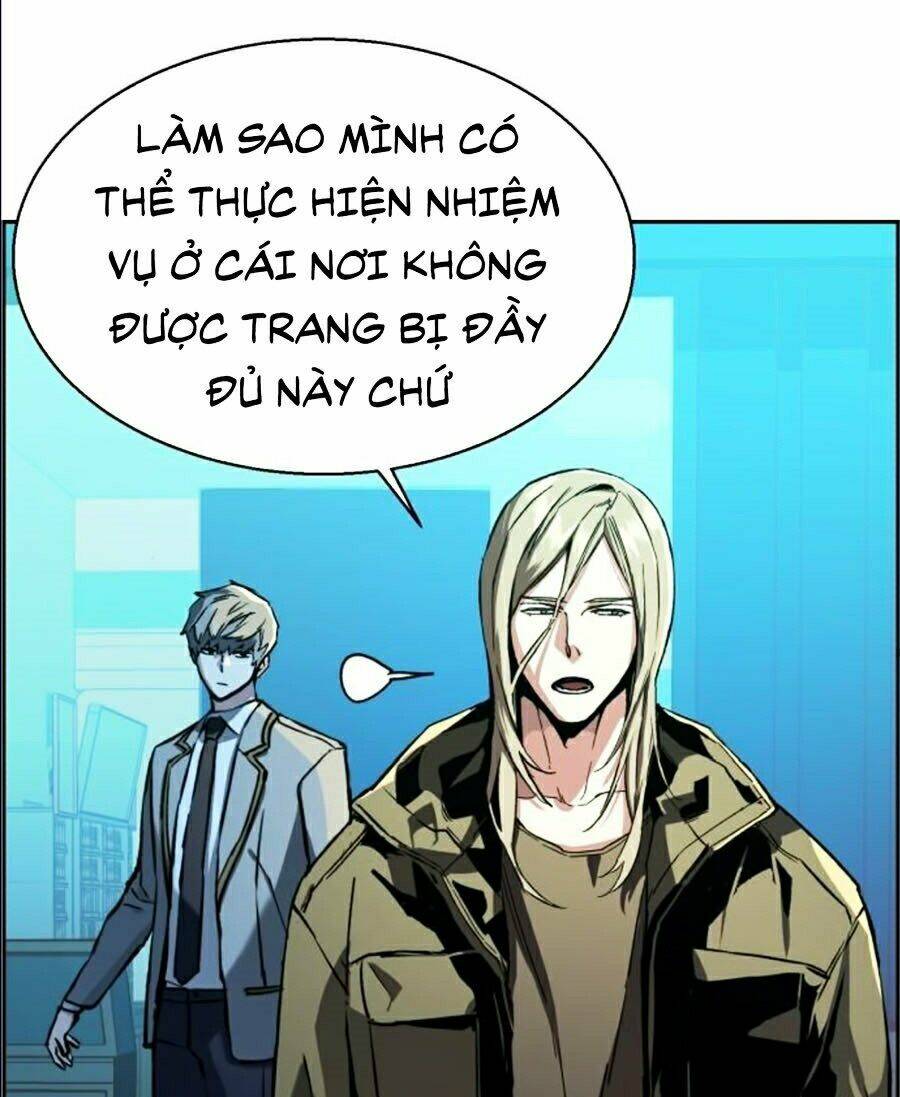 LÀM SAO MÌNH CÓ
THỂ THỰC HIỆN NHIỆM
VỤ Ở CÁI NƠI KHÔNG
ĐƯỢC TRANG BỊ ĐẦY
ĐỦ NÀY CHỨ